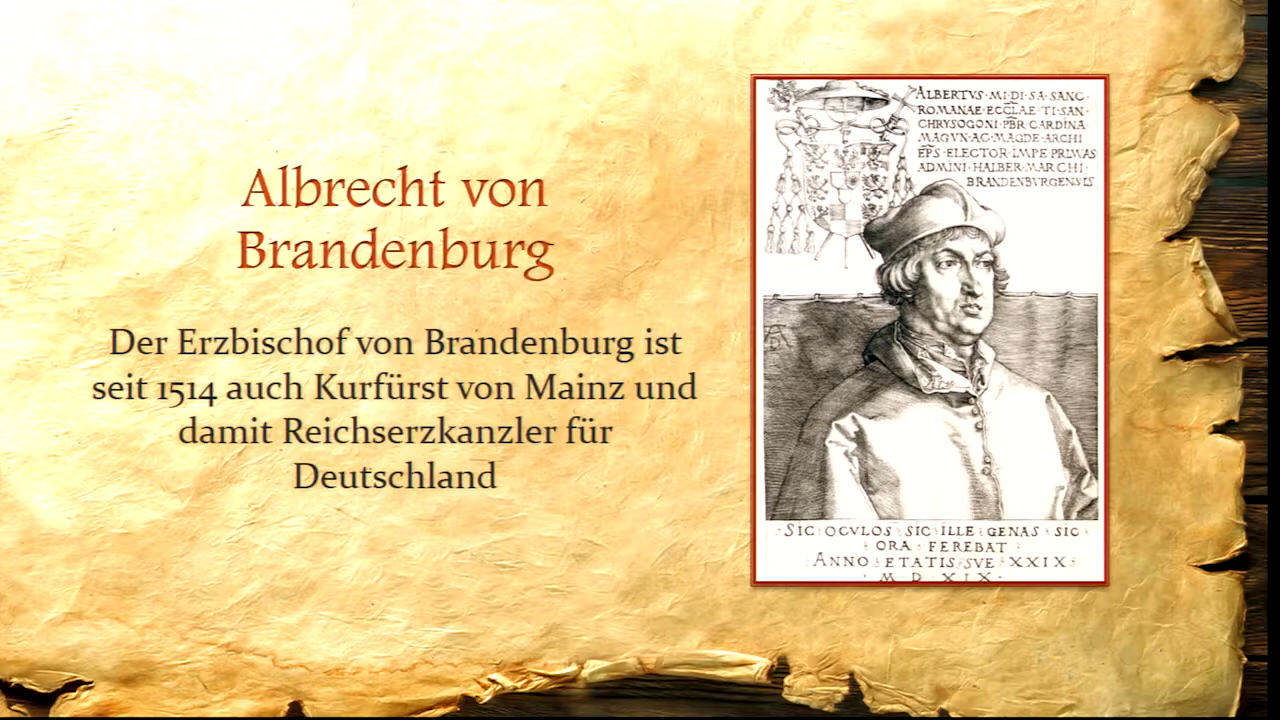 Albrecht von
Brandenburg
Der Erzbischof von Brandenburg ist
seit 1514 auch Kurfürst von Mainz und
damit Reichserzkanzler für
Deutschland
ALBERTVS·MI·DI·SA·SANC·
ROMANAE·ECCLAE·TI·SAN·
CHRYSOGONI·PBR·CARDINA·
MAGVN·AC·MAGDE·ARCHI
EPS·ELECTOR·IMPE·PRIMAS
ADMINI·HALBER·MARCHI·
BRANDENBVRGENSIS
SIC·OCVLOS·SIC·ILLE·GENAS·SIC·
ORA·FEREBAT
ANNO·ETATIS·SVE·XXIX·
·M·D·XIX·